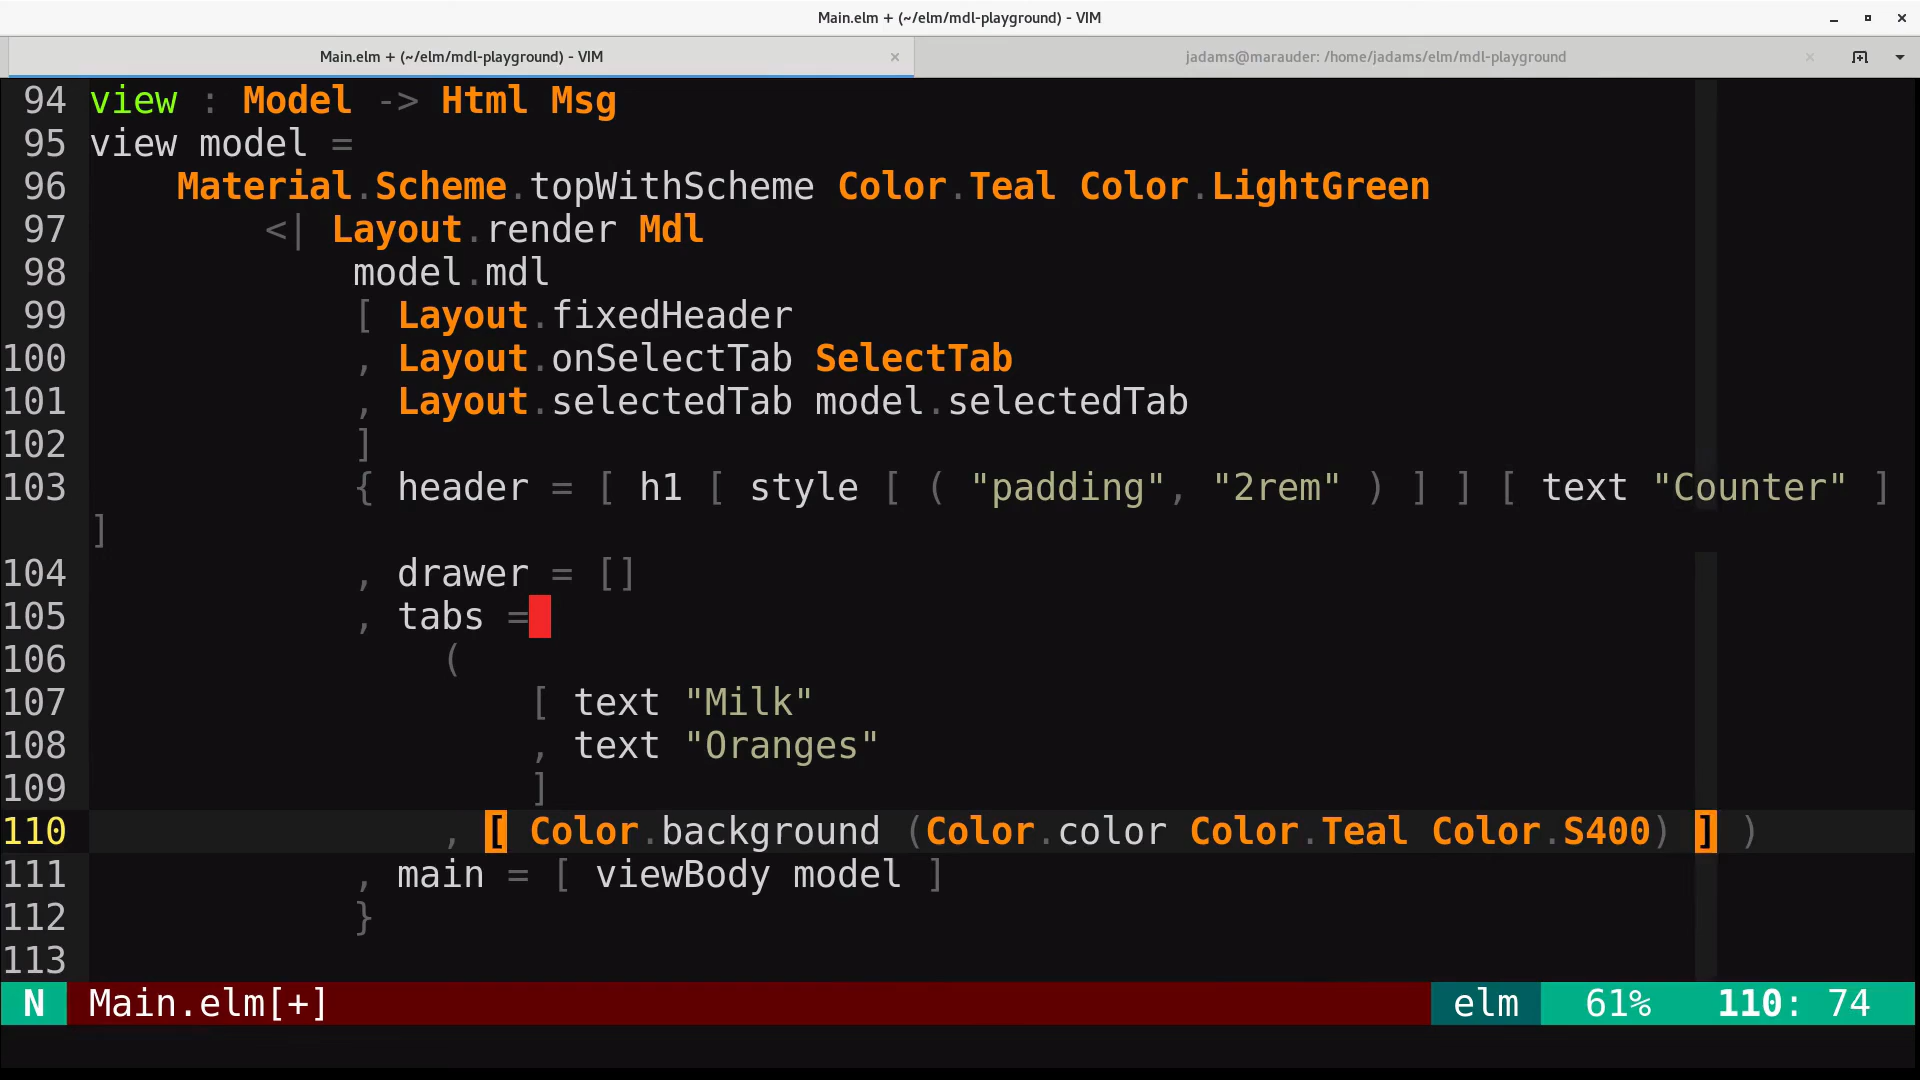 Main.elm + (~/elm/mdl-playground) - VIM
Main.elm + (~/elm/mdl-playground) - VIM
jadams@marauder: /home/jadams/elm/mdl-playground
94 view : Model -> Html Msg
95 view model =
96     Material.Scheme.topWithScheme Color.Teal Color.LightGreen
97         <| Layout.render Mdl
98             model.mdl
99             [ Layout.fixedHeader
100             , Layout.onSelectTab SelectTab
101             , Layout.selectedTab model.selectedTab
102             ]
103             { header = [ h1 [ style [ ( "padding", "2rem" ) ] ] [ text "Counter" ]
]
104             , drawer = []
105             , tabs =
106                 (
107                     [ text "Milk"
108                     , text "Oranges"
109                     ]
110                 , [ Color.background (Color.color Color.Teal Color.S400) ] )
111             , main = [ viewBody model ]
112             }
113
N Main.elm[+] elm 61% 110: 74